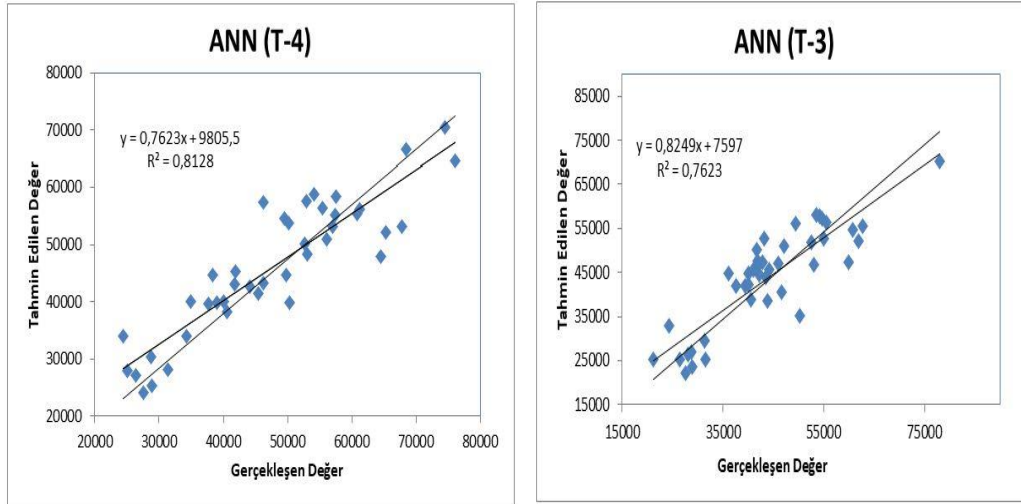 ANN (T-4)
80000
70000
60000
50000
40000
30000
20000
y = 0,7623x + 9805,5
R² = 0,8128
Tahmin Edilen Değer
20000 30000 40000 50000 60000 70000 80000
Gerçekleşen Değer
ANN (T-3)
85000
75000
65000
55000
45000
35000
25000
15000
y = 0,8249x + 7597
R² = 0,7623
Tahmin Edilen Değer
15000 35000 55000 75000
Gerçekleşen Değer